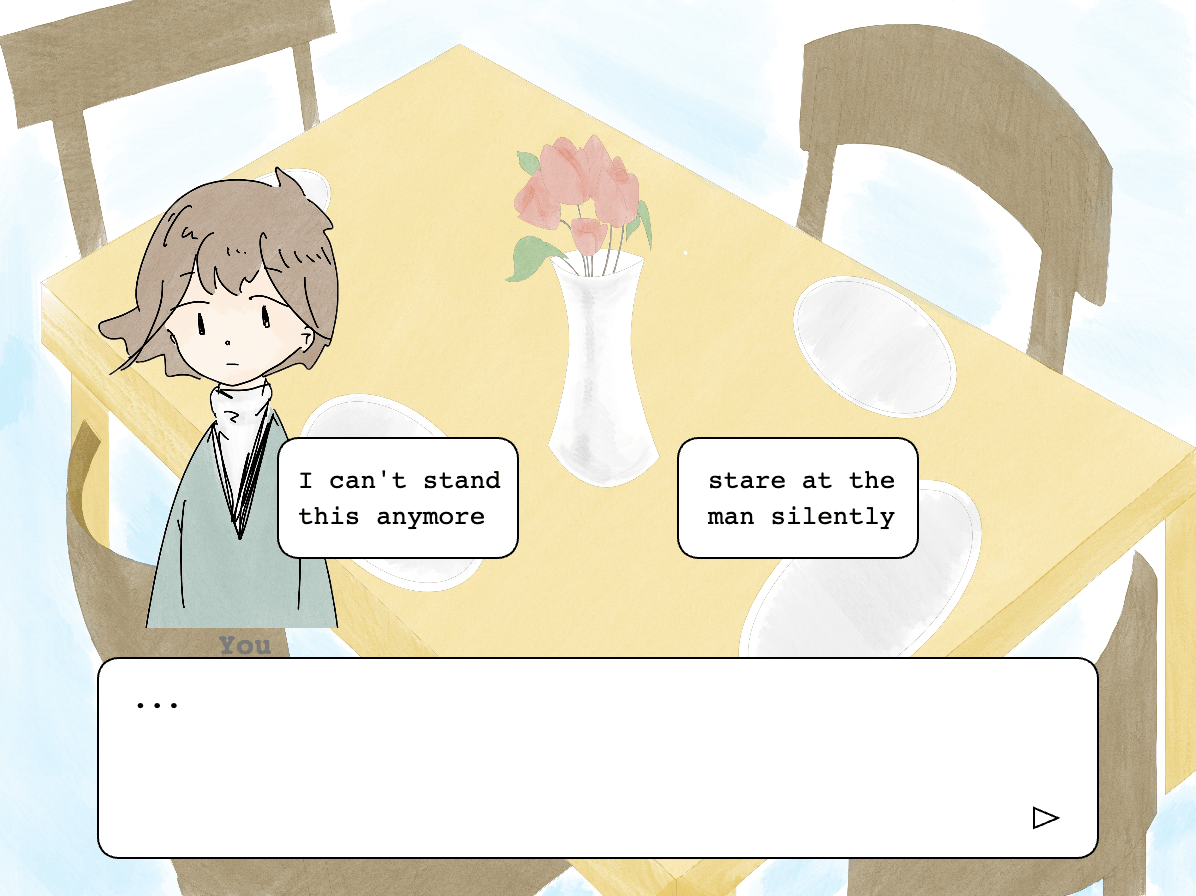 I can't stand
this anymore
stare at the
man silently
You
...